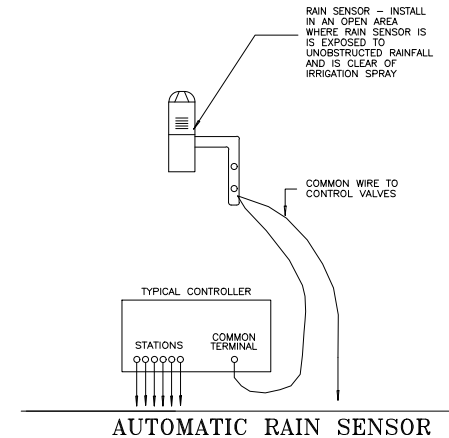 RAIN SENSOR – INSTALL
IN AN OPEN AREA
WHERE RAIN SENSOR IS
IS EXPOSED TO
UNOBSTRUCTED RAINFALL
AND IS CLEAR OF
IRRIGATION SPRAY
COMMON WIRE TO
CONTROL VALVES
TYPICAL CONTROLLER
STATIONS
COMMON
TERMINAL
AUTOMATIC RAIN SENSOR